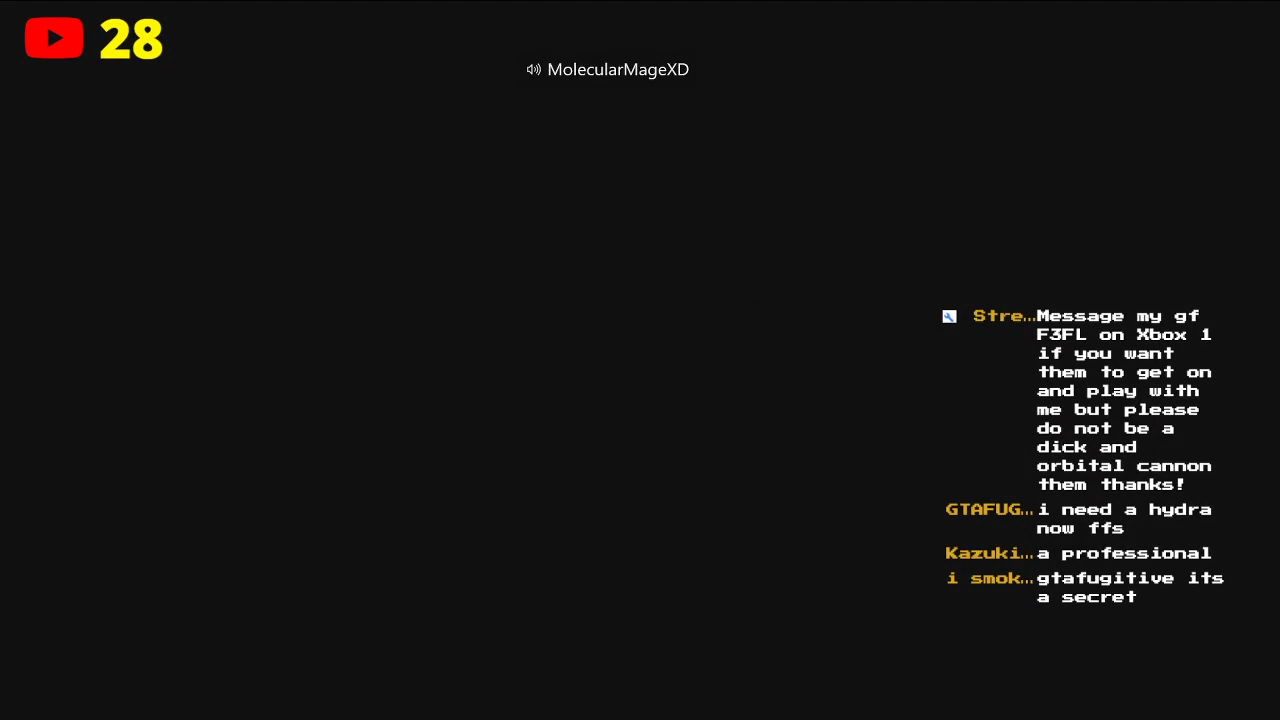 28
MolecularMageXD
Stre...Message my gf
F3FL on Xbox 1
if you want
them to get on
and play with
me but please
do not be a
dick and
orbital cannon
them thanks!
GTAFUG...i need a hydra
now ffs
Kazuki...a professional
i smok...gtafugitive its
a secret